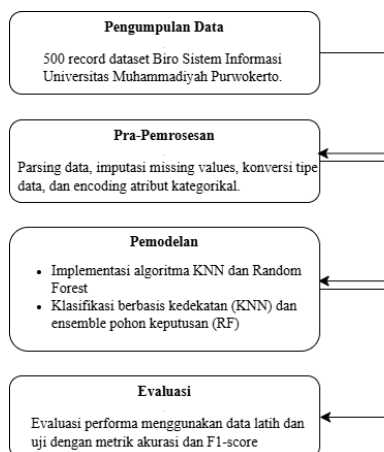 Pengumpulan Data
500 record dataset Biro Sistem Informasi
Universitas Muhammadiyah Purwokerto.
Pra-Pemrosesan
Parsing data, imputasi missing values, konversi tipe
data, dan encoding atribut kategorikal.
Pemodelan
• Implementasi algoritma KNN dan Random
Forest
• Klasifikasi berbasis kedekatan (KNN) dan
ensemble pohon keputusan (RF)
Evaluasi
Evaluasi performa menggunakan data latih dan
uji dengan metrik akurasi dan F1-score